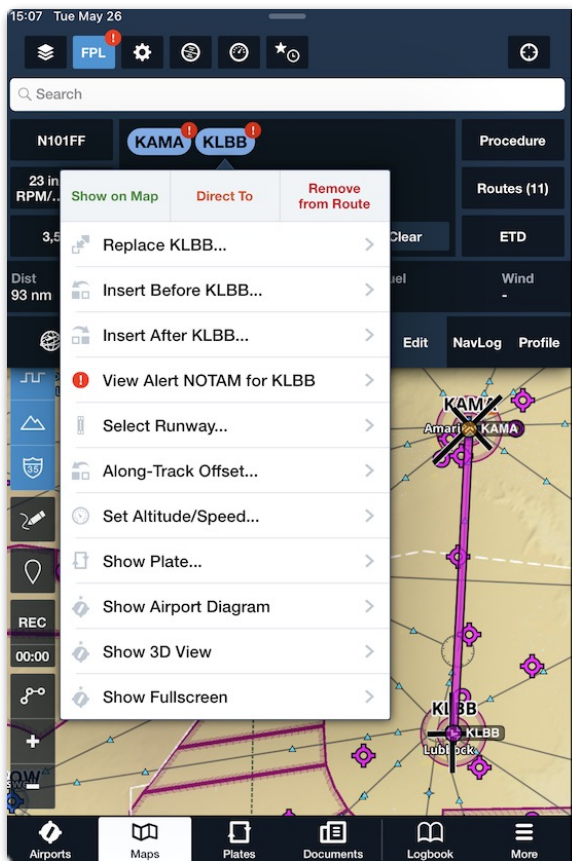 15:07 Tue May 26
FPL
Search
N101FF
KAMA KLBB
Procedure
23 in
RPM/..
Routes (11)
3,5
Clear
ETD
Dist
93 nm
uel
Wind
-
Show on Map
Direct To
Remove
from Route
Replace KLBB...
Insert Before KLBB...
Insert After KLBB...
View Alert NOTAM for KLBB
Select Runway...
Along-Track Offset...
Set Altitude/Speed...
Show Plate...
Show Airport Diagram
Show 3D View
Show Fullscreen
Edit
NavLog
Profile
35
REC
00:00
KAMA
Amari
KAMA
KLBB
KLBB
Lubbock
OW
Airports
Maps
Plates
Documents
Logbook
More